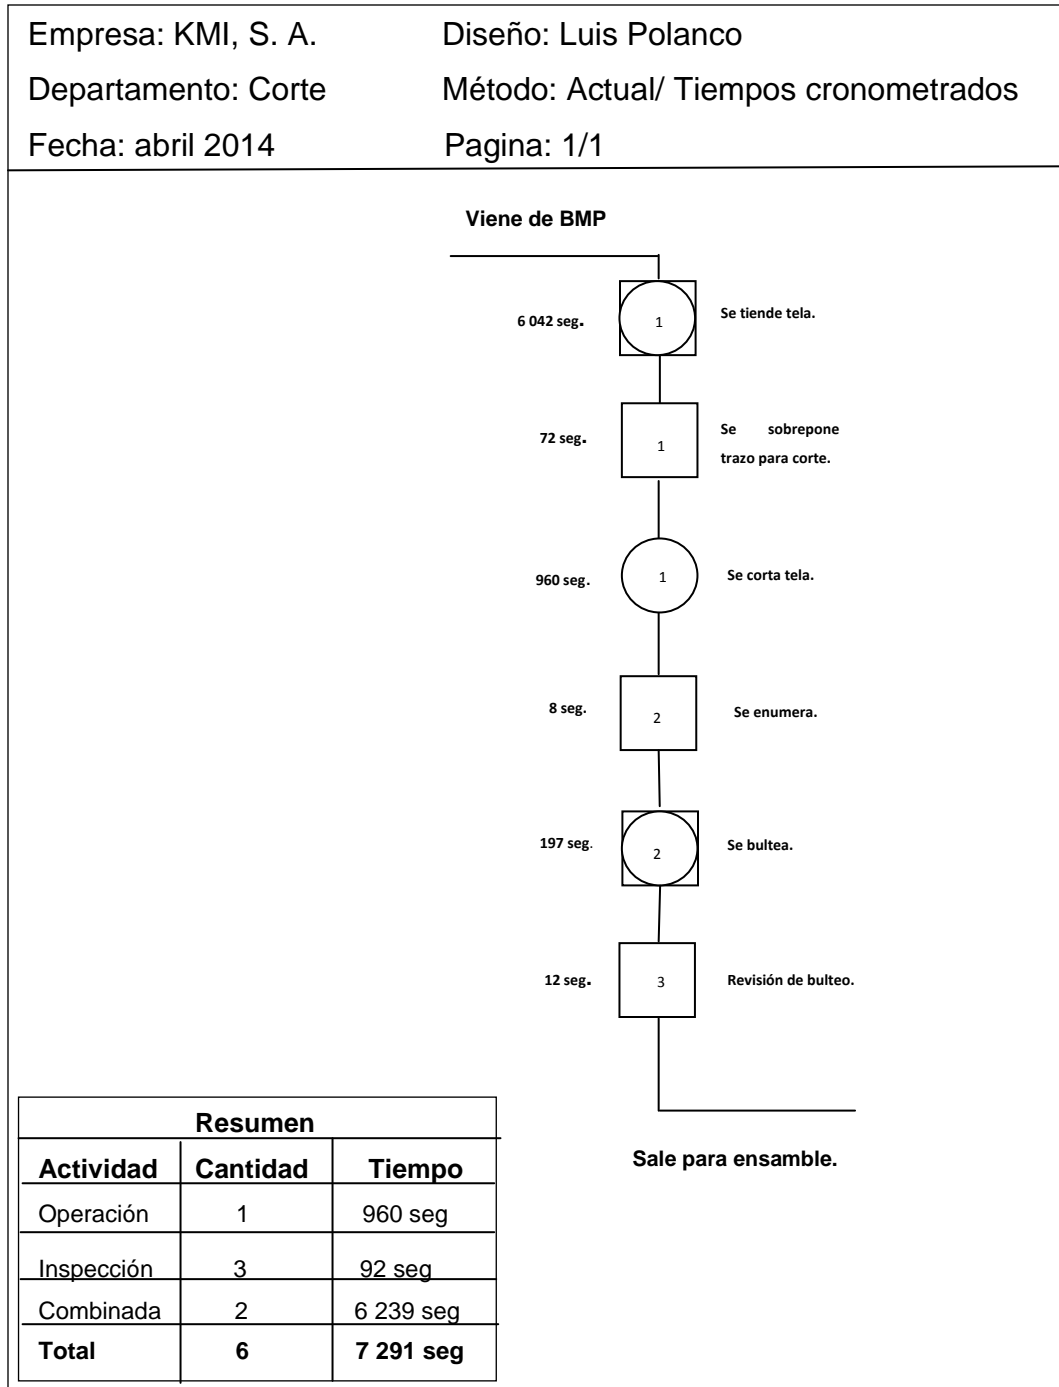 Empresa: KMI, S. A. Diseño: Luis Polanco
Departamento: Corte Método: Actual/ Tiempos cronometrados
Fecha: abril 2014 Pagina: 1/1
Viene de BMP
6 042 seg. 1 Se tiende tela.
72 seg. 1 Se sobrepone
trazo para corte.
960 seg. 1 Se corta tela.
8 seg. 2 Se enumera.
197 seg. 2 Se bultea.
12 seg. 3 Revisión de bulteo.
Sale para ensamble.
Resumen
Actividad Cantidad Tiempo
Operación 1 960 seg
Inspección 3 92 seg
Combinada 2 6 239 seg
Total 6 7 291 seg